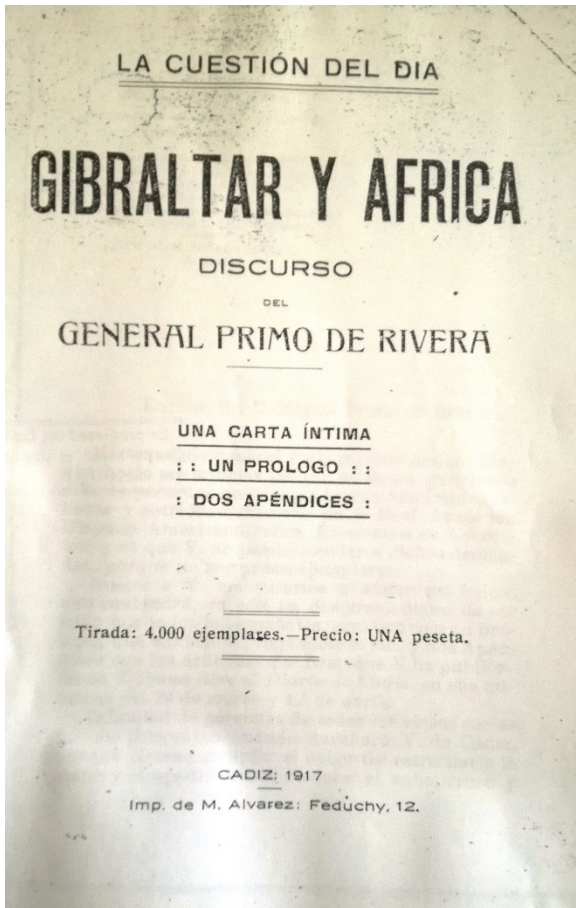 LA CUESTIÓN DEL DIA
GIBRALTAR Y AFRICA
DISCURSO
DEL
GENERAL PRIMO DE RIVERA
UNA CARTA ÍNTIMA
: : UN PROLOGO : :
: DOS APÉNDICES :
Tirada: 4.000 ejemplares.—Precio: UNA peseta.
CADIZ: 1917
Imp. de M. Alvarez: Feduchy, 12.